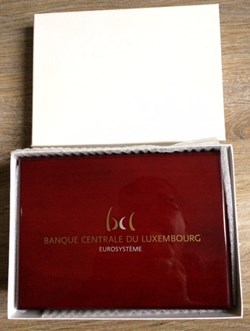 bcl
BANQUE CENTRALE DU LUXEMBOURG
EUROSYSTÈME